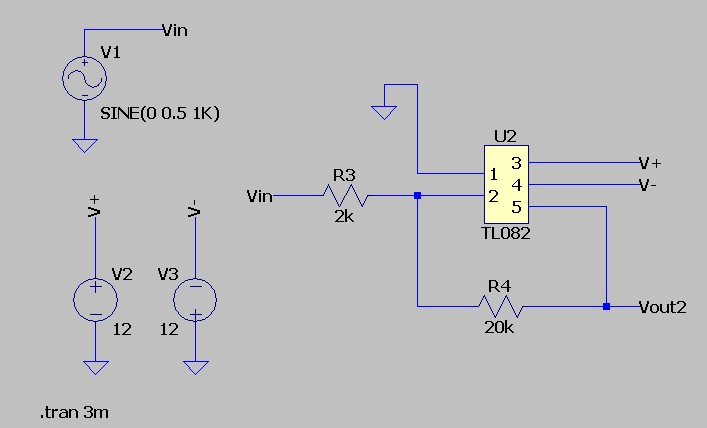 Vin
V1
SINE(0 0.5 1K)
V+
V-
V2
12
V3
12
.tran 3m
Vin
R3
2k
U2
1
2
3
4
5
TL082
V+
V-
R4
20k
Vout2